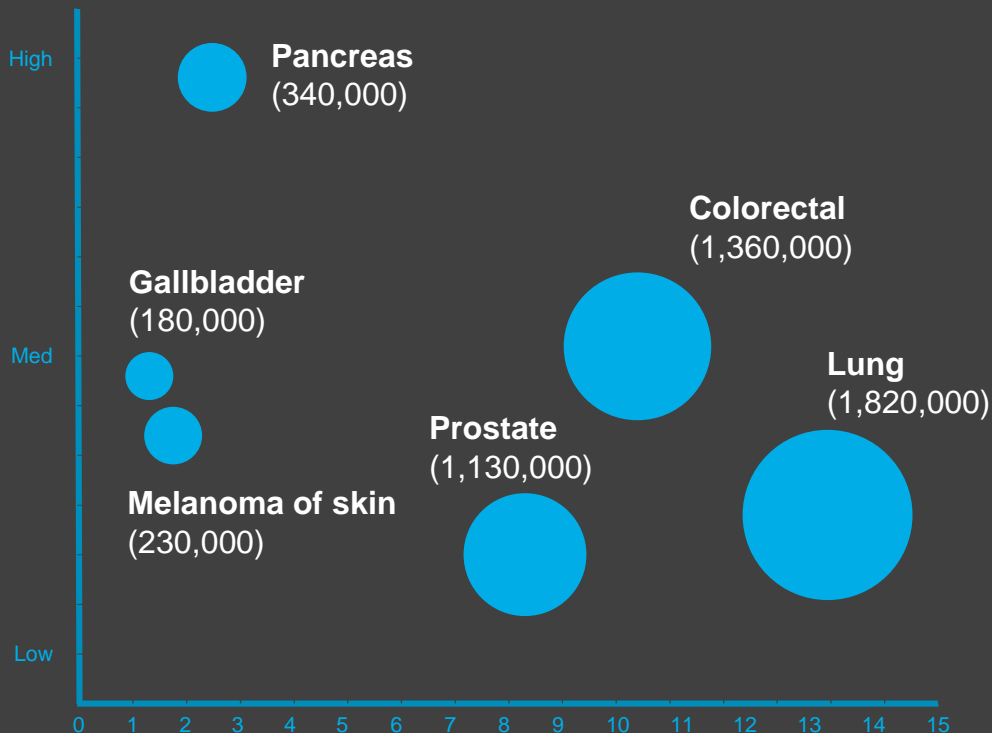 High
Pancreas
(340,000)
Colorectal
(1,360,000)
Gallbladder
(180,000)
Med
Lung
(1,820,000)
Prostate
(1,130,000)
Melanoma of skin
(230,000)
Low
0 1 2 3 4 5 6 7 8 9 10 11 12 13 14 15